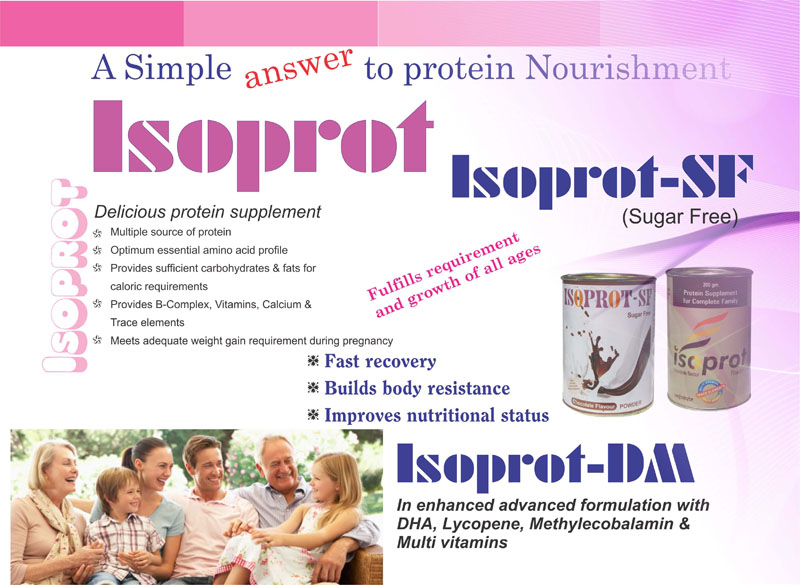 A Simple answer to protein Nourishment
Isoprot
Isoprot-SF
(Sugar Free)
IsoPROT
Delicious protein supplement
Multiple source of protein
Optimum essential amino acid profile
Provides sufficient carbohydrates & fats for
caloric requirements
Provides B-Complex, Vitamins, Calcium &
Trace elements
Meets adequate weight gain requirement during pregnancy
Fulfills requirement
and growth of all ages
ISOPROT-SF
Sugar Free
Chocolate Flavour POWDER
200 gm
Protein Supplement
for Complete Family
isoprot
Fast recovery
Builds body resistance
Improves nutritional status
Isoprot-DM
In enhanced advanced formulation with
DHA, Lycopene, Methylecobalamin &
Multi vitamins